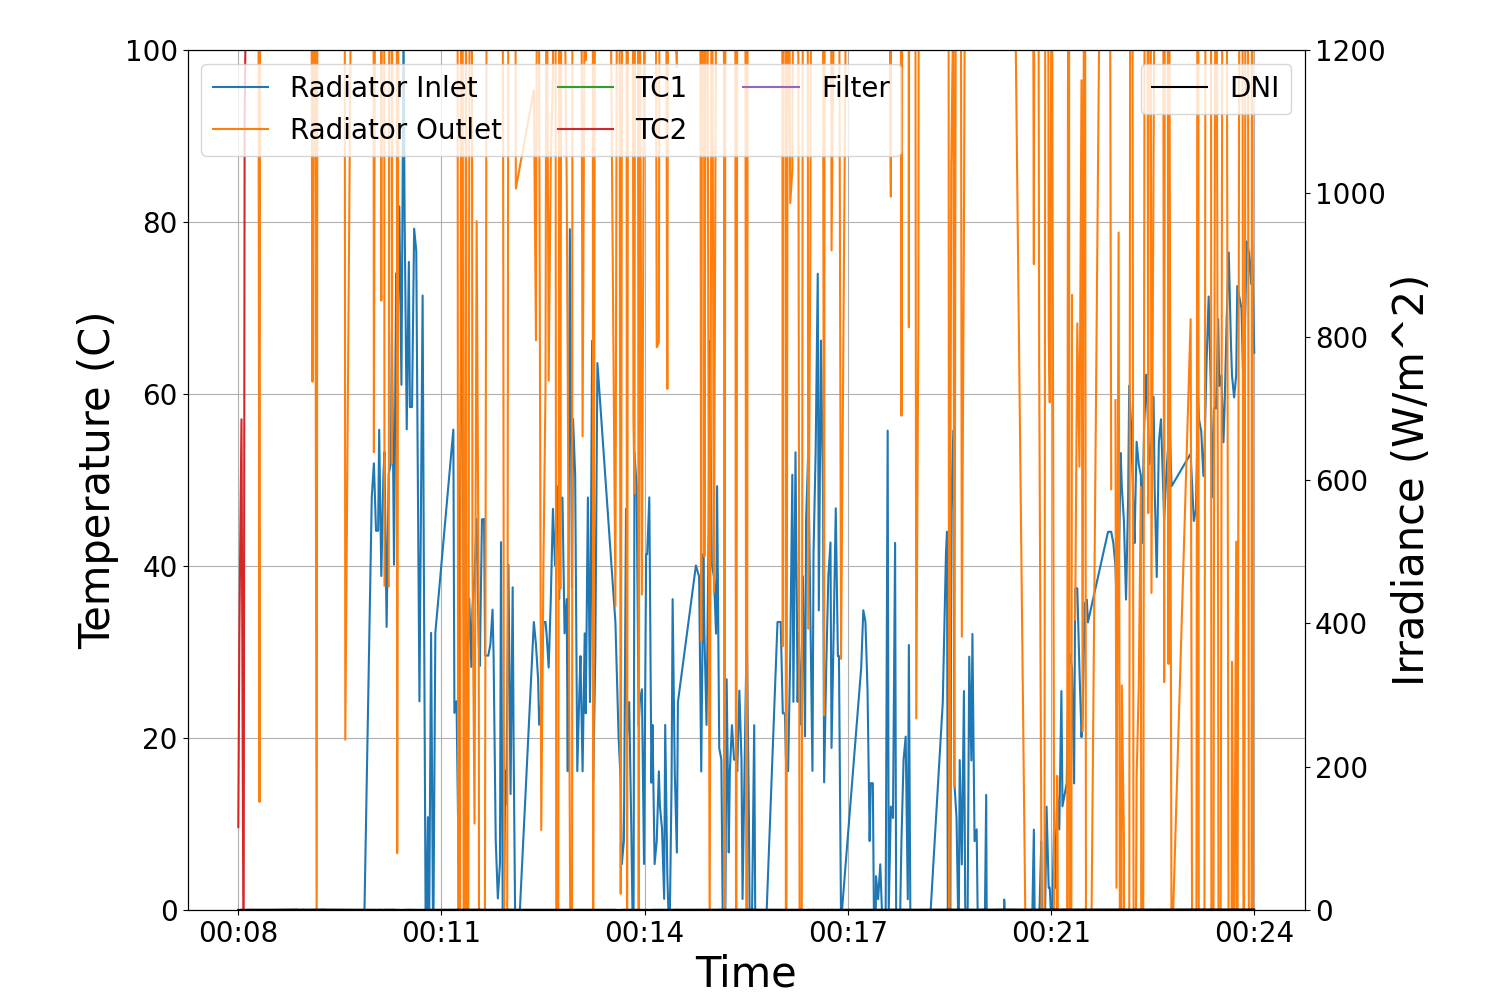 100
80
60
40
20
0
Temperature (C)
Radiator Inlet
Radiator Outlet
TC1
TC2
Filter
DNI
1200
1000
800
600
400
200
0
Irradiance (W/m^2)
00:08 00:11 00:14 00:17 00:21 00:24
Time